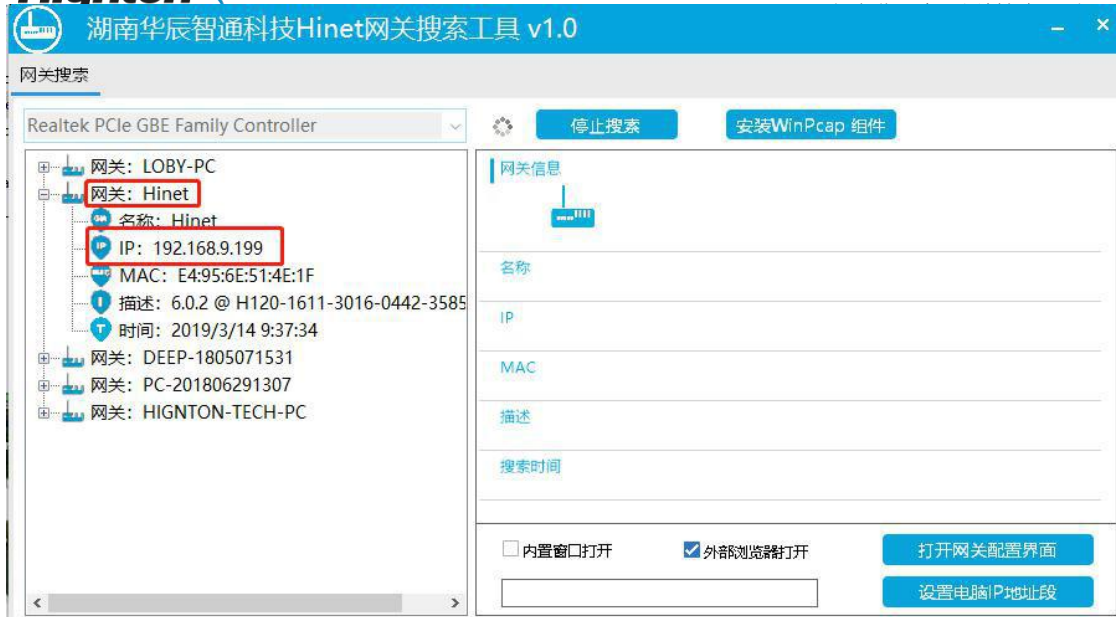 湖南华辰智通科技Hinet网关搜索工具 v1.0
网关搜索
Realtek PCIe GBE Family Controller
停止搜索
安装WinPcap 组件
网关：LOBY-PC
网关：Hinet
名称：Hinet
IP：192.168.9.199
MAC：E4:95:6E:51:4E:1F
描述：6.0.2 @ H120-1611-3016-0442-3585
时间：2019/3/14 9:37:34
网关：DEEP-1805071531
网关：PC-201806291307
网关：HIGNTON-TECH-PC
网关信息
名称
IP
MAC
描述
搜索时间
内置窗口打开
外部浏览器打开
打开网关配置界面
设置电脑IP地址段